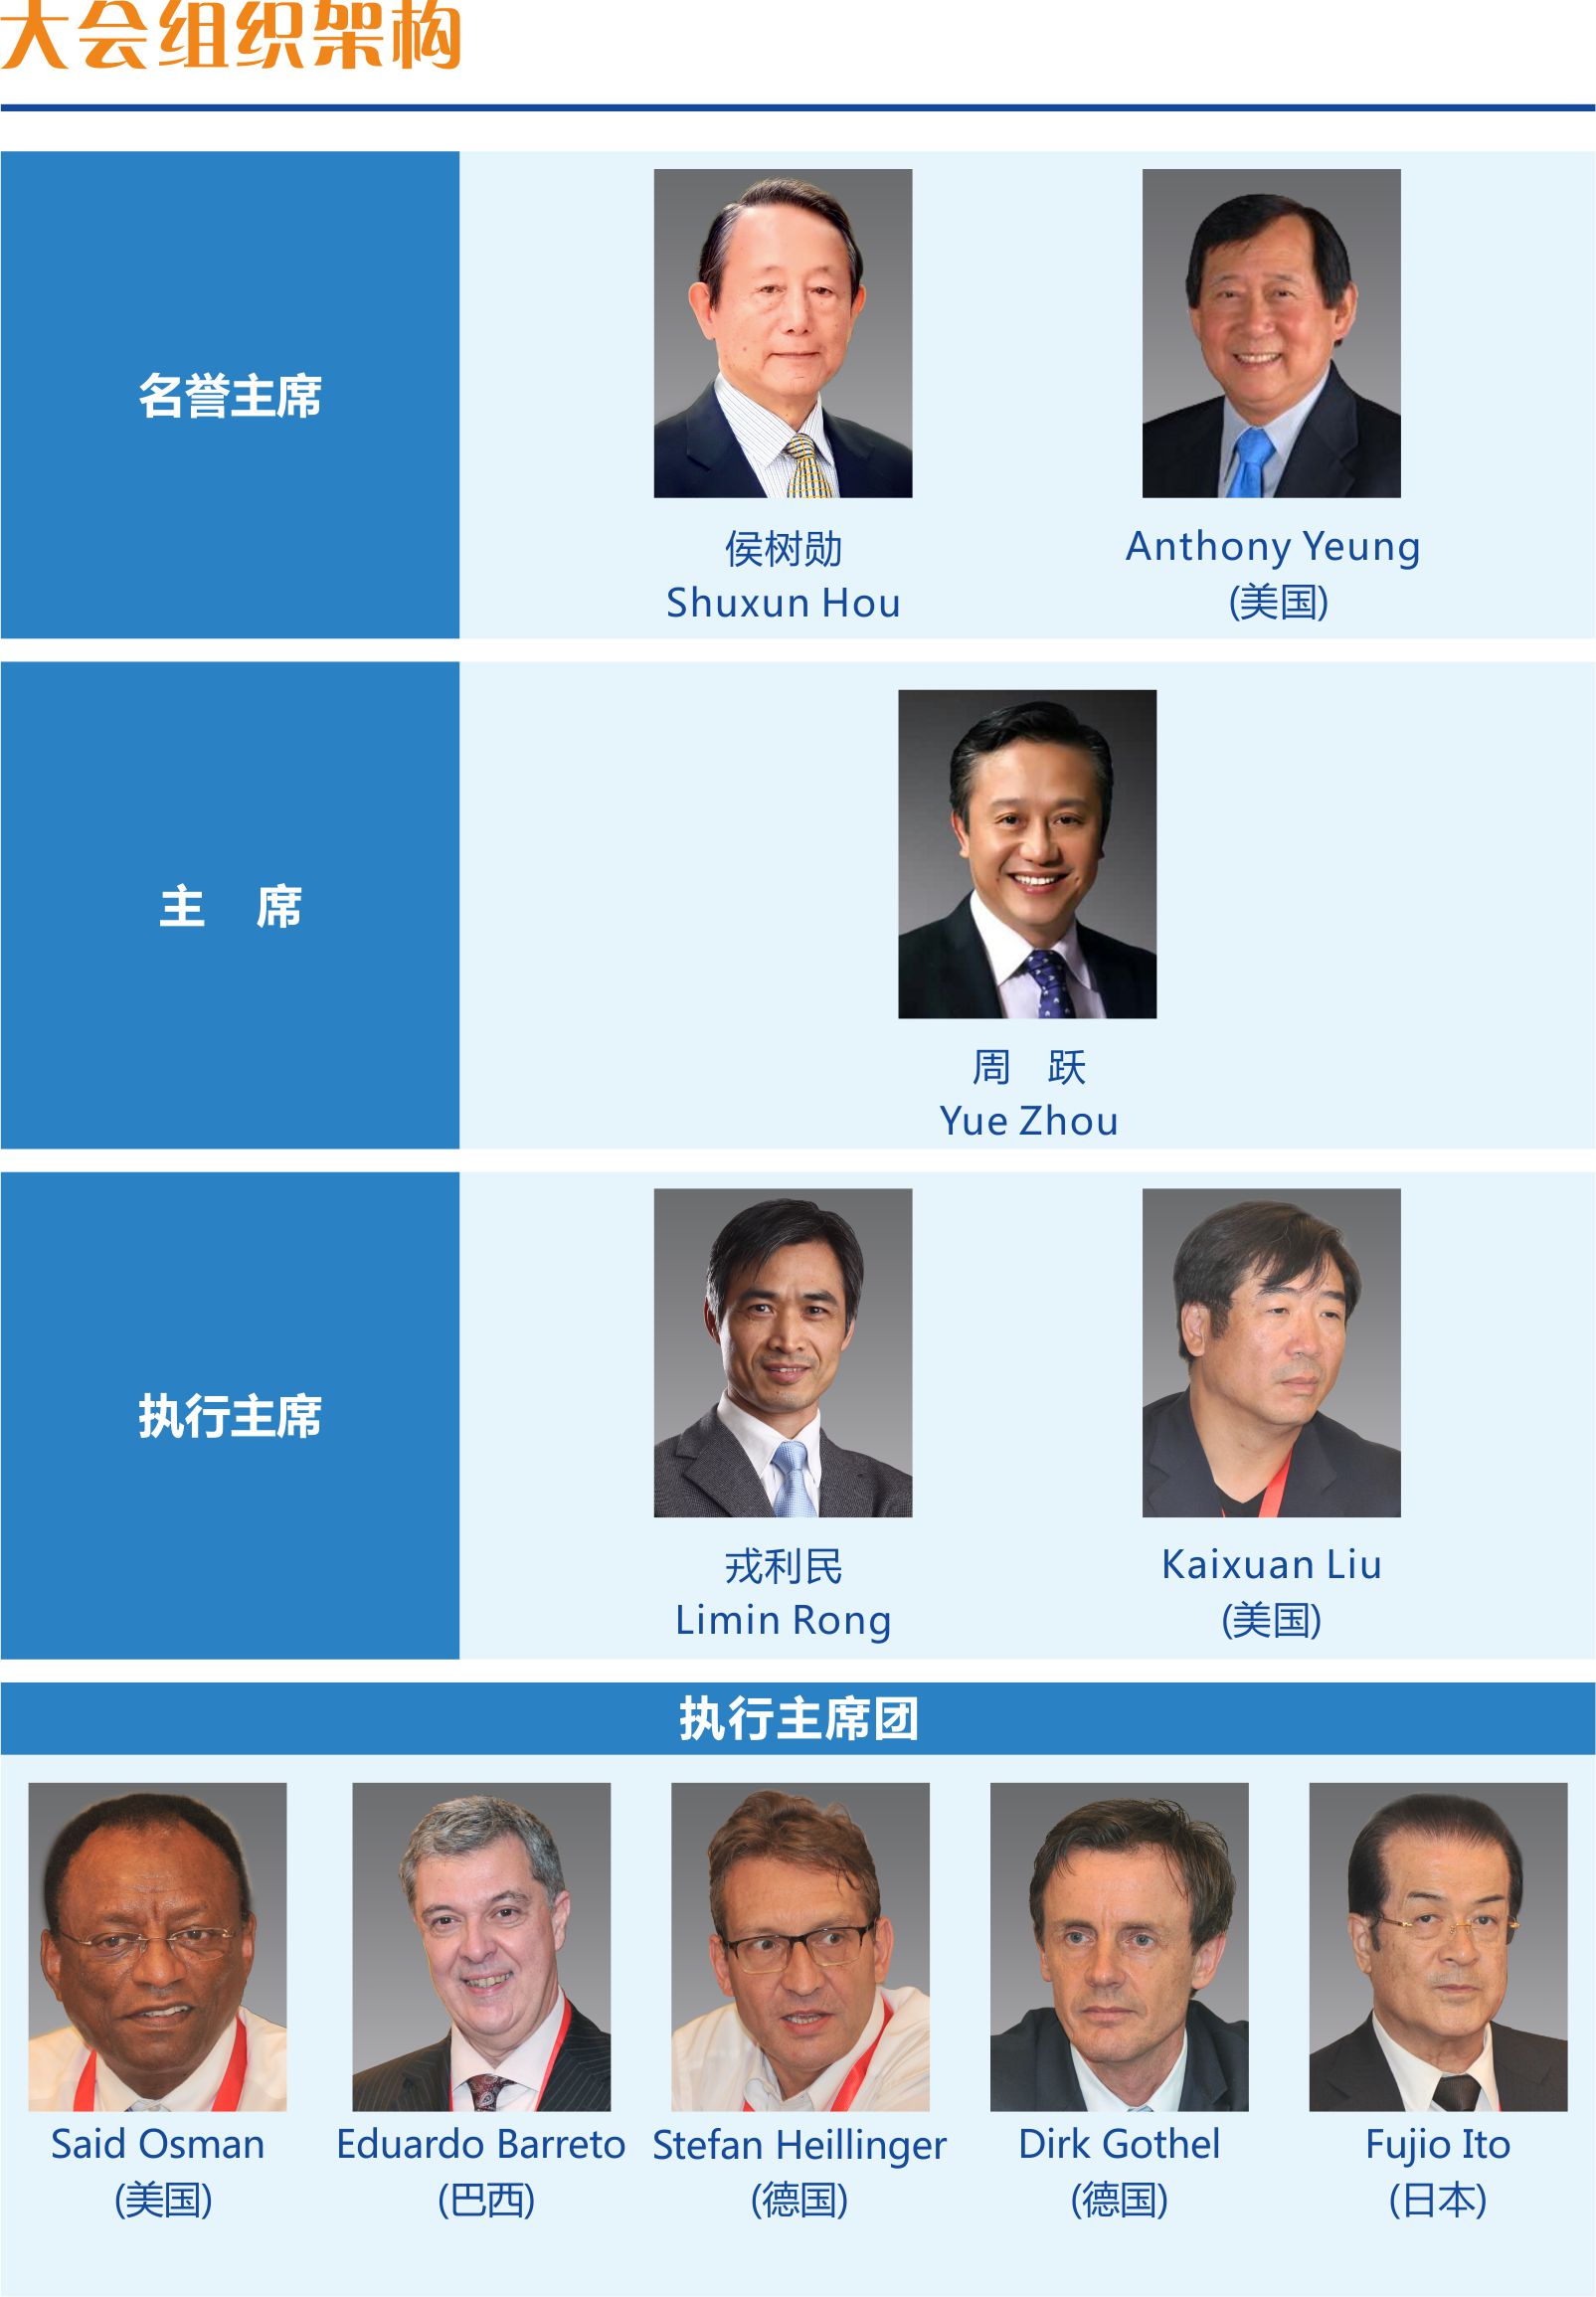 大会组织架构
名誉主席
侯树勋
Shuxun Hou
Anthony Yeung
(美国)
主 席
周 跃
Yue Zhou
执行主席
戎利民
Limin Rong
Kaixuan Liu
(美国)
执行主席团
Said Osman
(美国)
Eduardo Barreto
(巴西)
Stefan Heillinger
(德国)
Dirk Gothel
(德国)
Fujio Ito
(日本)